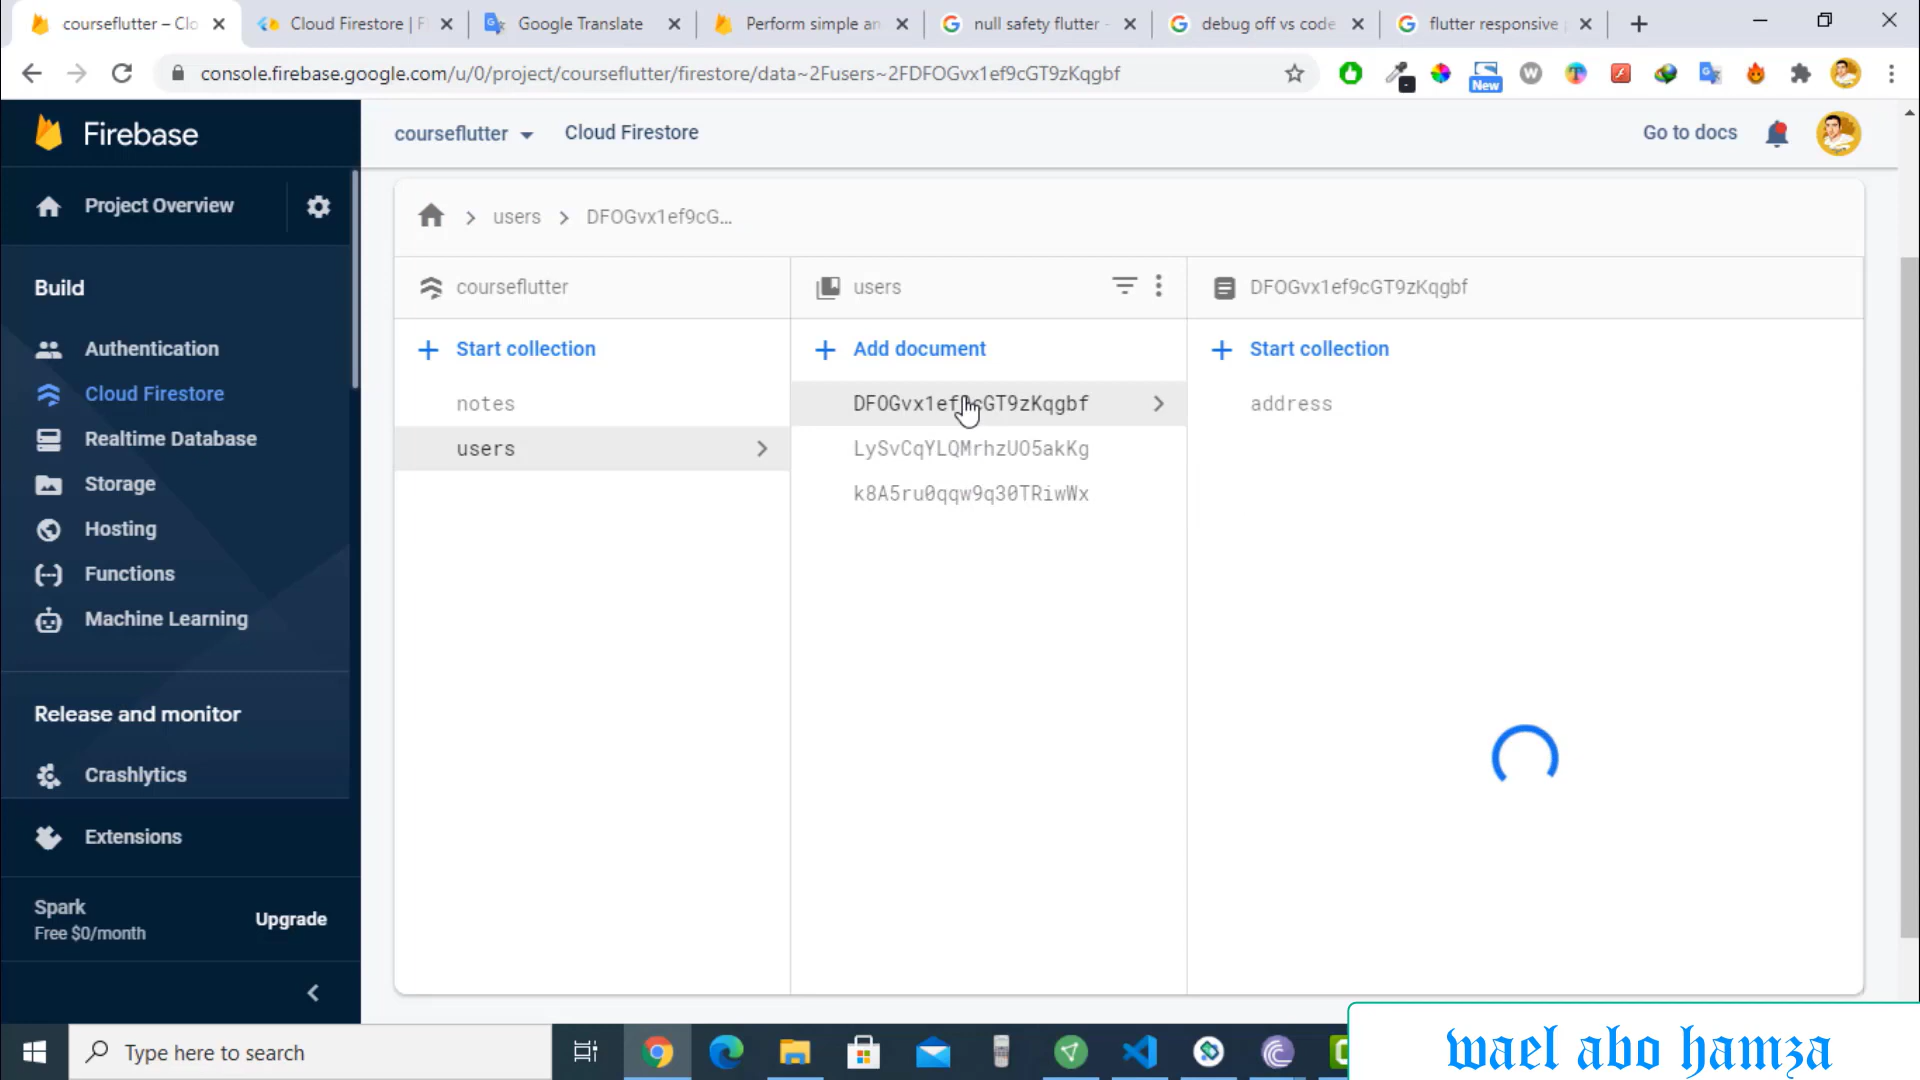 courseflutter – Clo
Cloud Firestore | F
Google Translate
Perform simple an
null safety flutter -
debug off vs code
flutter responsive
console.firebase.google.com/u/0/project/courseflutter/firestore/data~2Fusers~2FDFOGvx1ef9cGT9zKqgbf
New
Firebase
courseflutter
Cloud Firestore
Go to docs
Project Overview
users
DFOGvx1ef9cG...
courseflutter
users
DFOGvx1ef9cGT9zKqgbf
Build
Start collection
Add document
Start collection
Authentication
Cloud Firestore
Realtime Database
Storage
Hosting
Functions
Machine Learning
notes
users
DFOGvx1ef9cGT9zKqgbf
LySvCqYLQMrhzUO5akKg
k8A5ru0qqw9q30TRiwWx
address
Release and monitor
Crashlytics
Extensions
Spark
Free $0/month
Upgrade
Type here to search
wael abo hamza